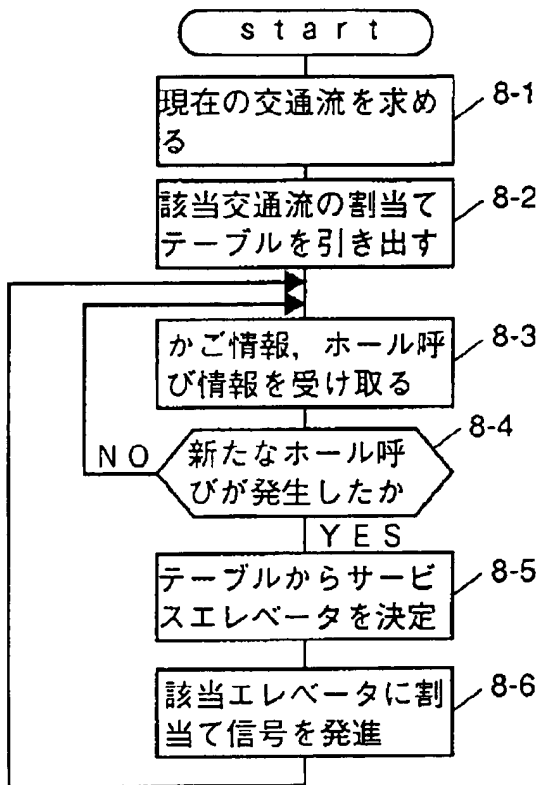 start
現在の交通流を求め
る
8-1
該当交通流の割当て
テーブルを引き出す
8-2
かご情報，ホール呼
び情報を受け取る
8-3
新たなホール呼
びが発生したか
8-4
NO
YES
テーブルからサービ
スエレベータを決定
8-5
該当エレベータに割
当て信号を発進
8-6